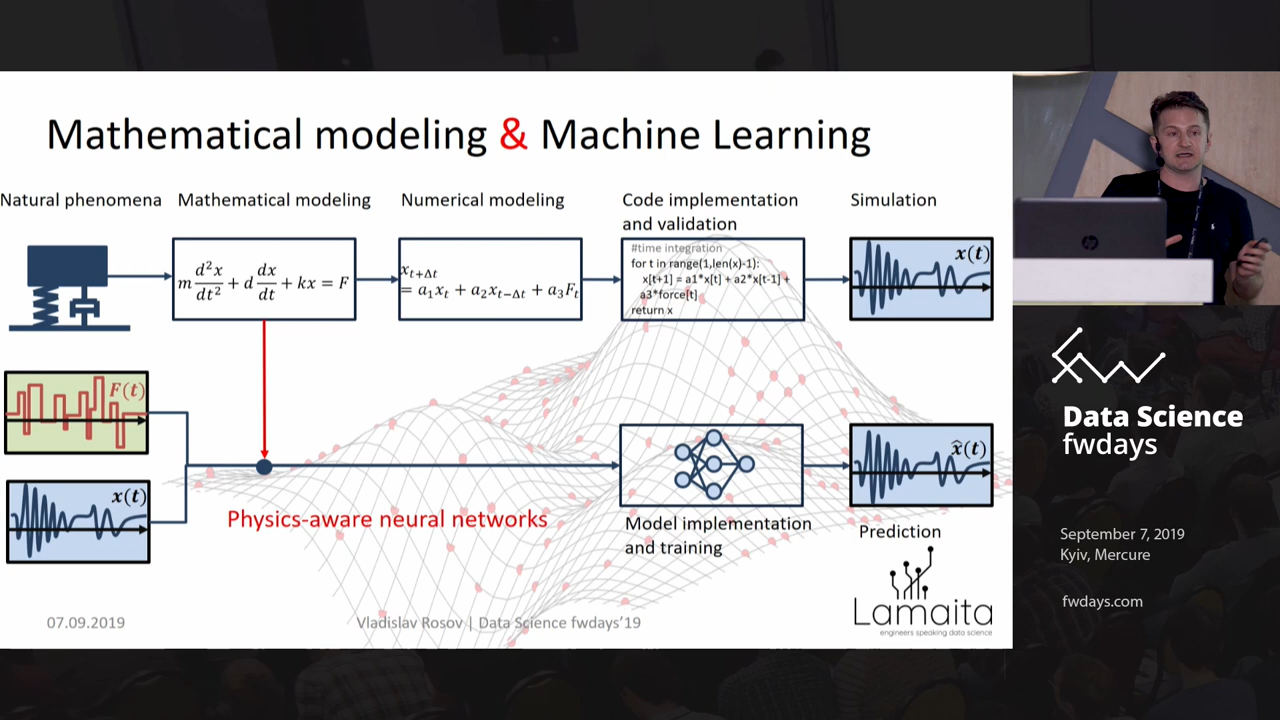 Mathematical modeling & Machine Learning
Natural phenomena
Mathematical modeling
Numerical modeling
Code implementation
and validation
Simulation
m d²x/dt² + d dx/dt + kx = F
x_{t+Δt}
= a₁x_t + a₂x_{t−Δt} + a₃F_t
#time integration
for t in range(1,len(x)-1):
x[t+1] = a1*x[t] + a2*x[t-1] +
a3*force[t]
return x
x(t)
F(t)
x(t)
x̂(t)
Physics-aware neural networks
Model implementation
and training
Prediction
Lamaita
engineers speaking data science
07.09.2019
Vladislav Rosov | Data Science fwdays'19
hp
Data Science
fwdays
September 7, 2019
Kyiv, Mercure
fwdays.com